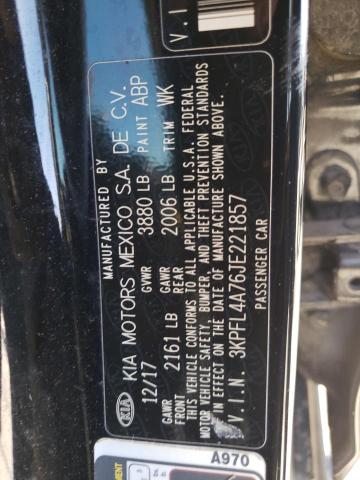 MANUFACTURED BY
KIA KIA MOTORS MEXICO S.A. DE C.V.
12/17 GVWR 3880 LB PAINT ABP
GAWR FRONT 2161 LB GAWR REAR 2006 LB TRIM WK
THIS VEHICLE CONFORMS TO ALL APPLICABLE U.S.A. FEDERAL
MOTOR VEHICLE SAFETY, BUMPER, AND THEFT PREVENTION STANDARDS
IN EFFECT ON THE DATE OF MANUFACTURE SHOWN ABOVE.
V.I.N. 3KPFL4A76JE221857
PASSENGER CAR
V.I
A970